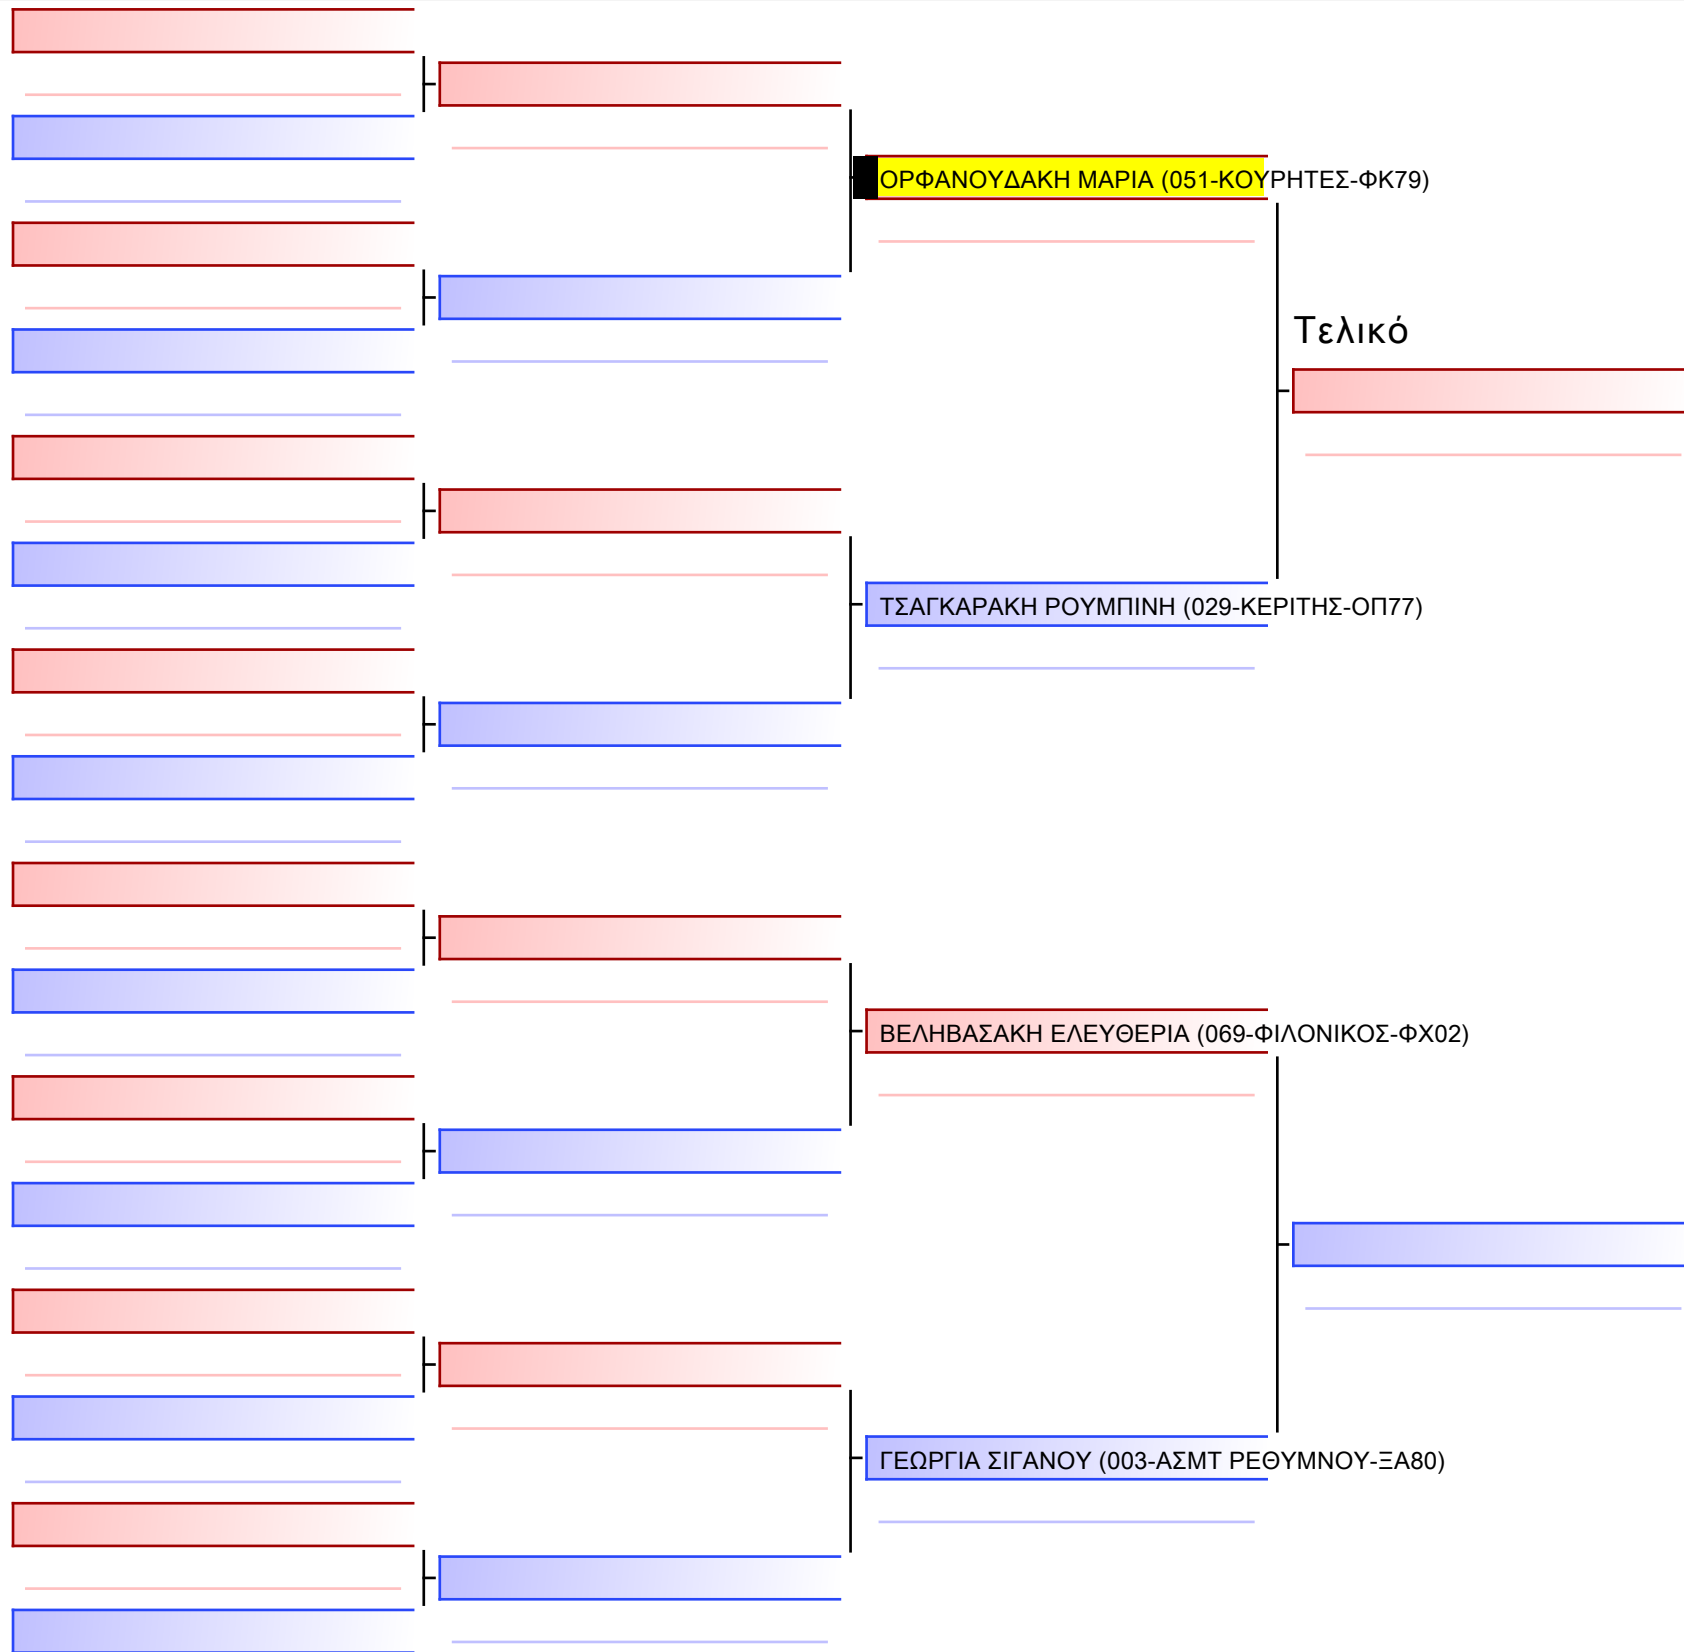 ΟΡΦΑΝΟΥΔΑΚΗ ΜΑΡΙΑ (051-ΚΟΥΡΗΤΕΣ-ΦΚ79)
Τελικό
ΤΣΑΓΚΑΡΑΚΗ ΡΟΥΜΠΙΝΗ (029-ΚΕΡΙΤΗΣ-ΟΠ77)
ΒΕΛΗΒΑΣΑΚΗ ΕΛΕΥΘΕΡΙΑ (069-ΦΙΛΟΝΙΚΟΣ-ΦΧ02)
ΓΕΩΡΓΙΑ ΣΙΓΑΝΟΥ (003-ΑΣΜΤ ΡΕΘΥΜΝΟΥ-ΞΑ80)